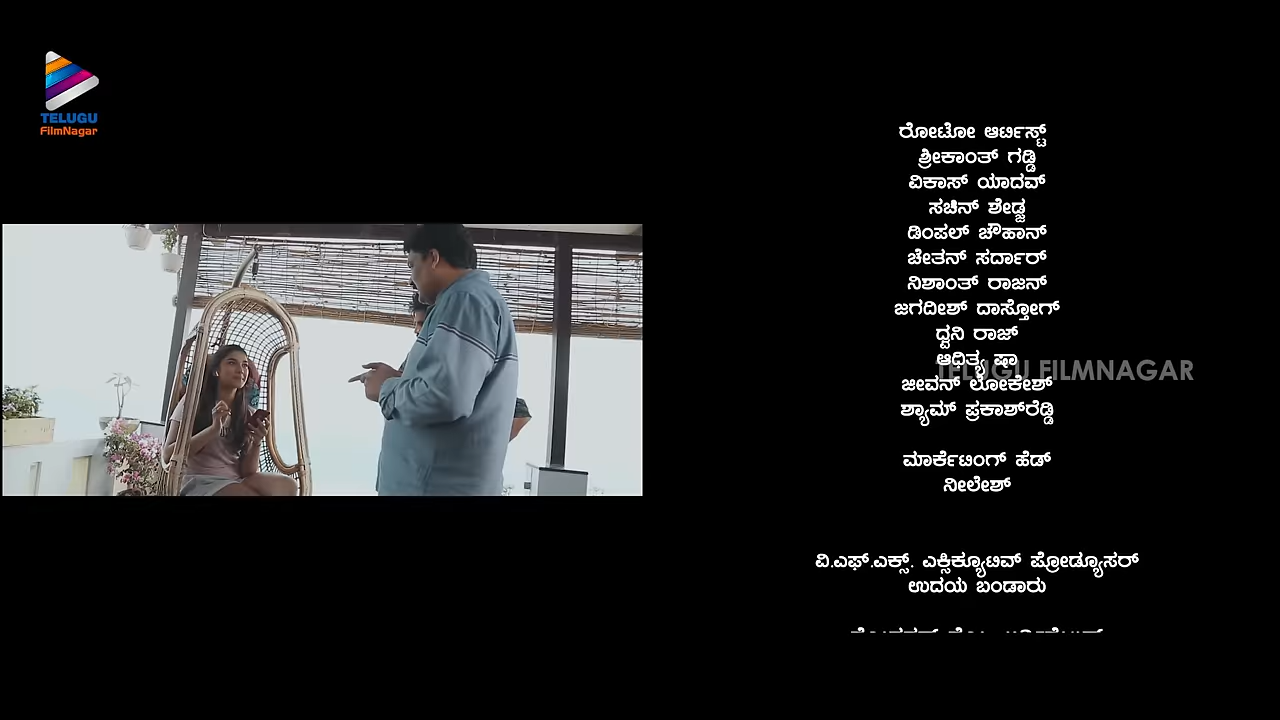 TELUGU
FilmNagar
ರೋಟೋ ಆರ್ಟಿಸ್ಟ್
ಶ್ರೀಕಾಂತ್ ಗಡ್ಡಿ
ವಿಕಾಸ್ ಯಾದವ್
ಸಚಿನ್ ಶೇಡ್ಜ
ಡಿಂಪಲ್ ಚೌಹಾನ್
ಚೇತನ್ ಸರ್ದಾರ್
ನಿಶಾಂತ್ ರಾಜನ್
ಜಗದೀಶ್ ದಾಸ್ತೋಗ್
ಧ್ವನಿ ರಾಜ್
ಆದಿತ್ಯ ಷಾ
TELUGU FILMNAGAR
ಜೀವನ್ ಲೋಕೇಶ್
ಶ್ಯಾಮ್ ಪ್ರಕಾಶ್‌ರೆಡ್ಡಿ
ಮಾರ್ಕೆಟಿಂಗ್ ಹೆಡ್
ನೀಲೇಶ್
ವಿ.ಎಫ್.ಎಕ್ಸ್. ಎಕ್ಸಿಕ್ಯೂಟಿವ್ ಪ್ರೋಡ್ಯೂಸರ್
ಉದಯ ಬಂಡಾರು